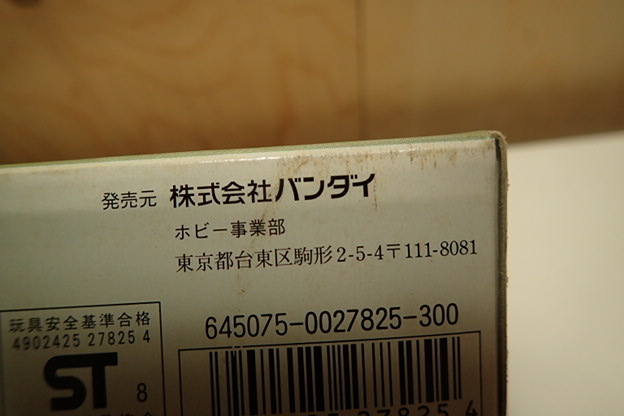 発売元 株式会社バンダイ
ホビー事業部
東京都台東区駒形2-5-4〒111-8081
玩具安全基準合格
4902425 27825 4
ST
8
645075-0027825-300